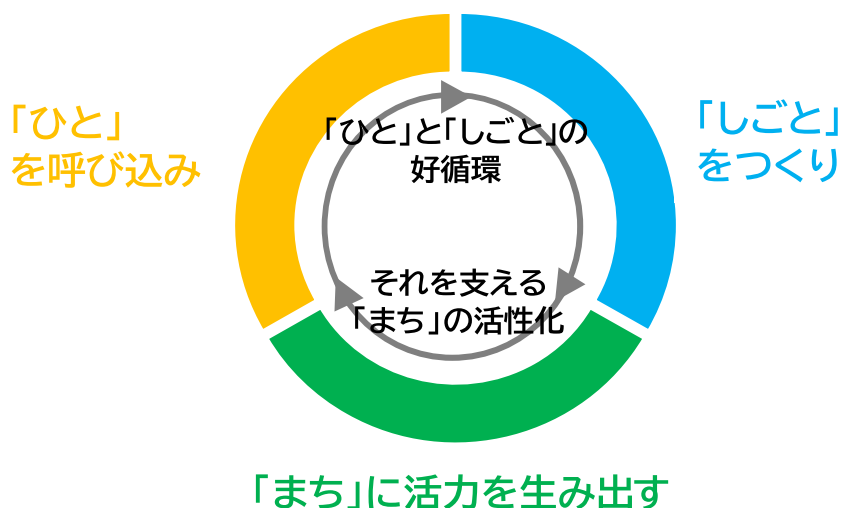 「ひと」
を呼び込み
「しごと」
をつくり
「ひと」と「しごと」の
好循環
それを支える
「まち」の活性化
「まち」に活力を生み出す